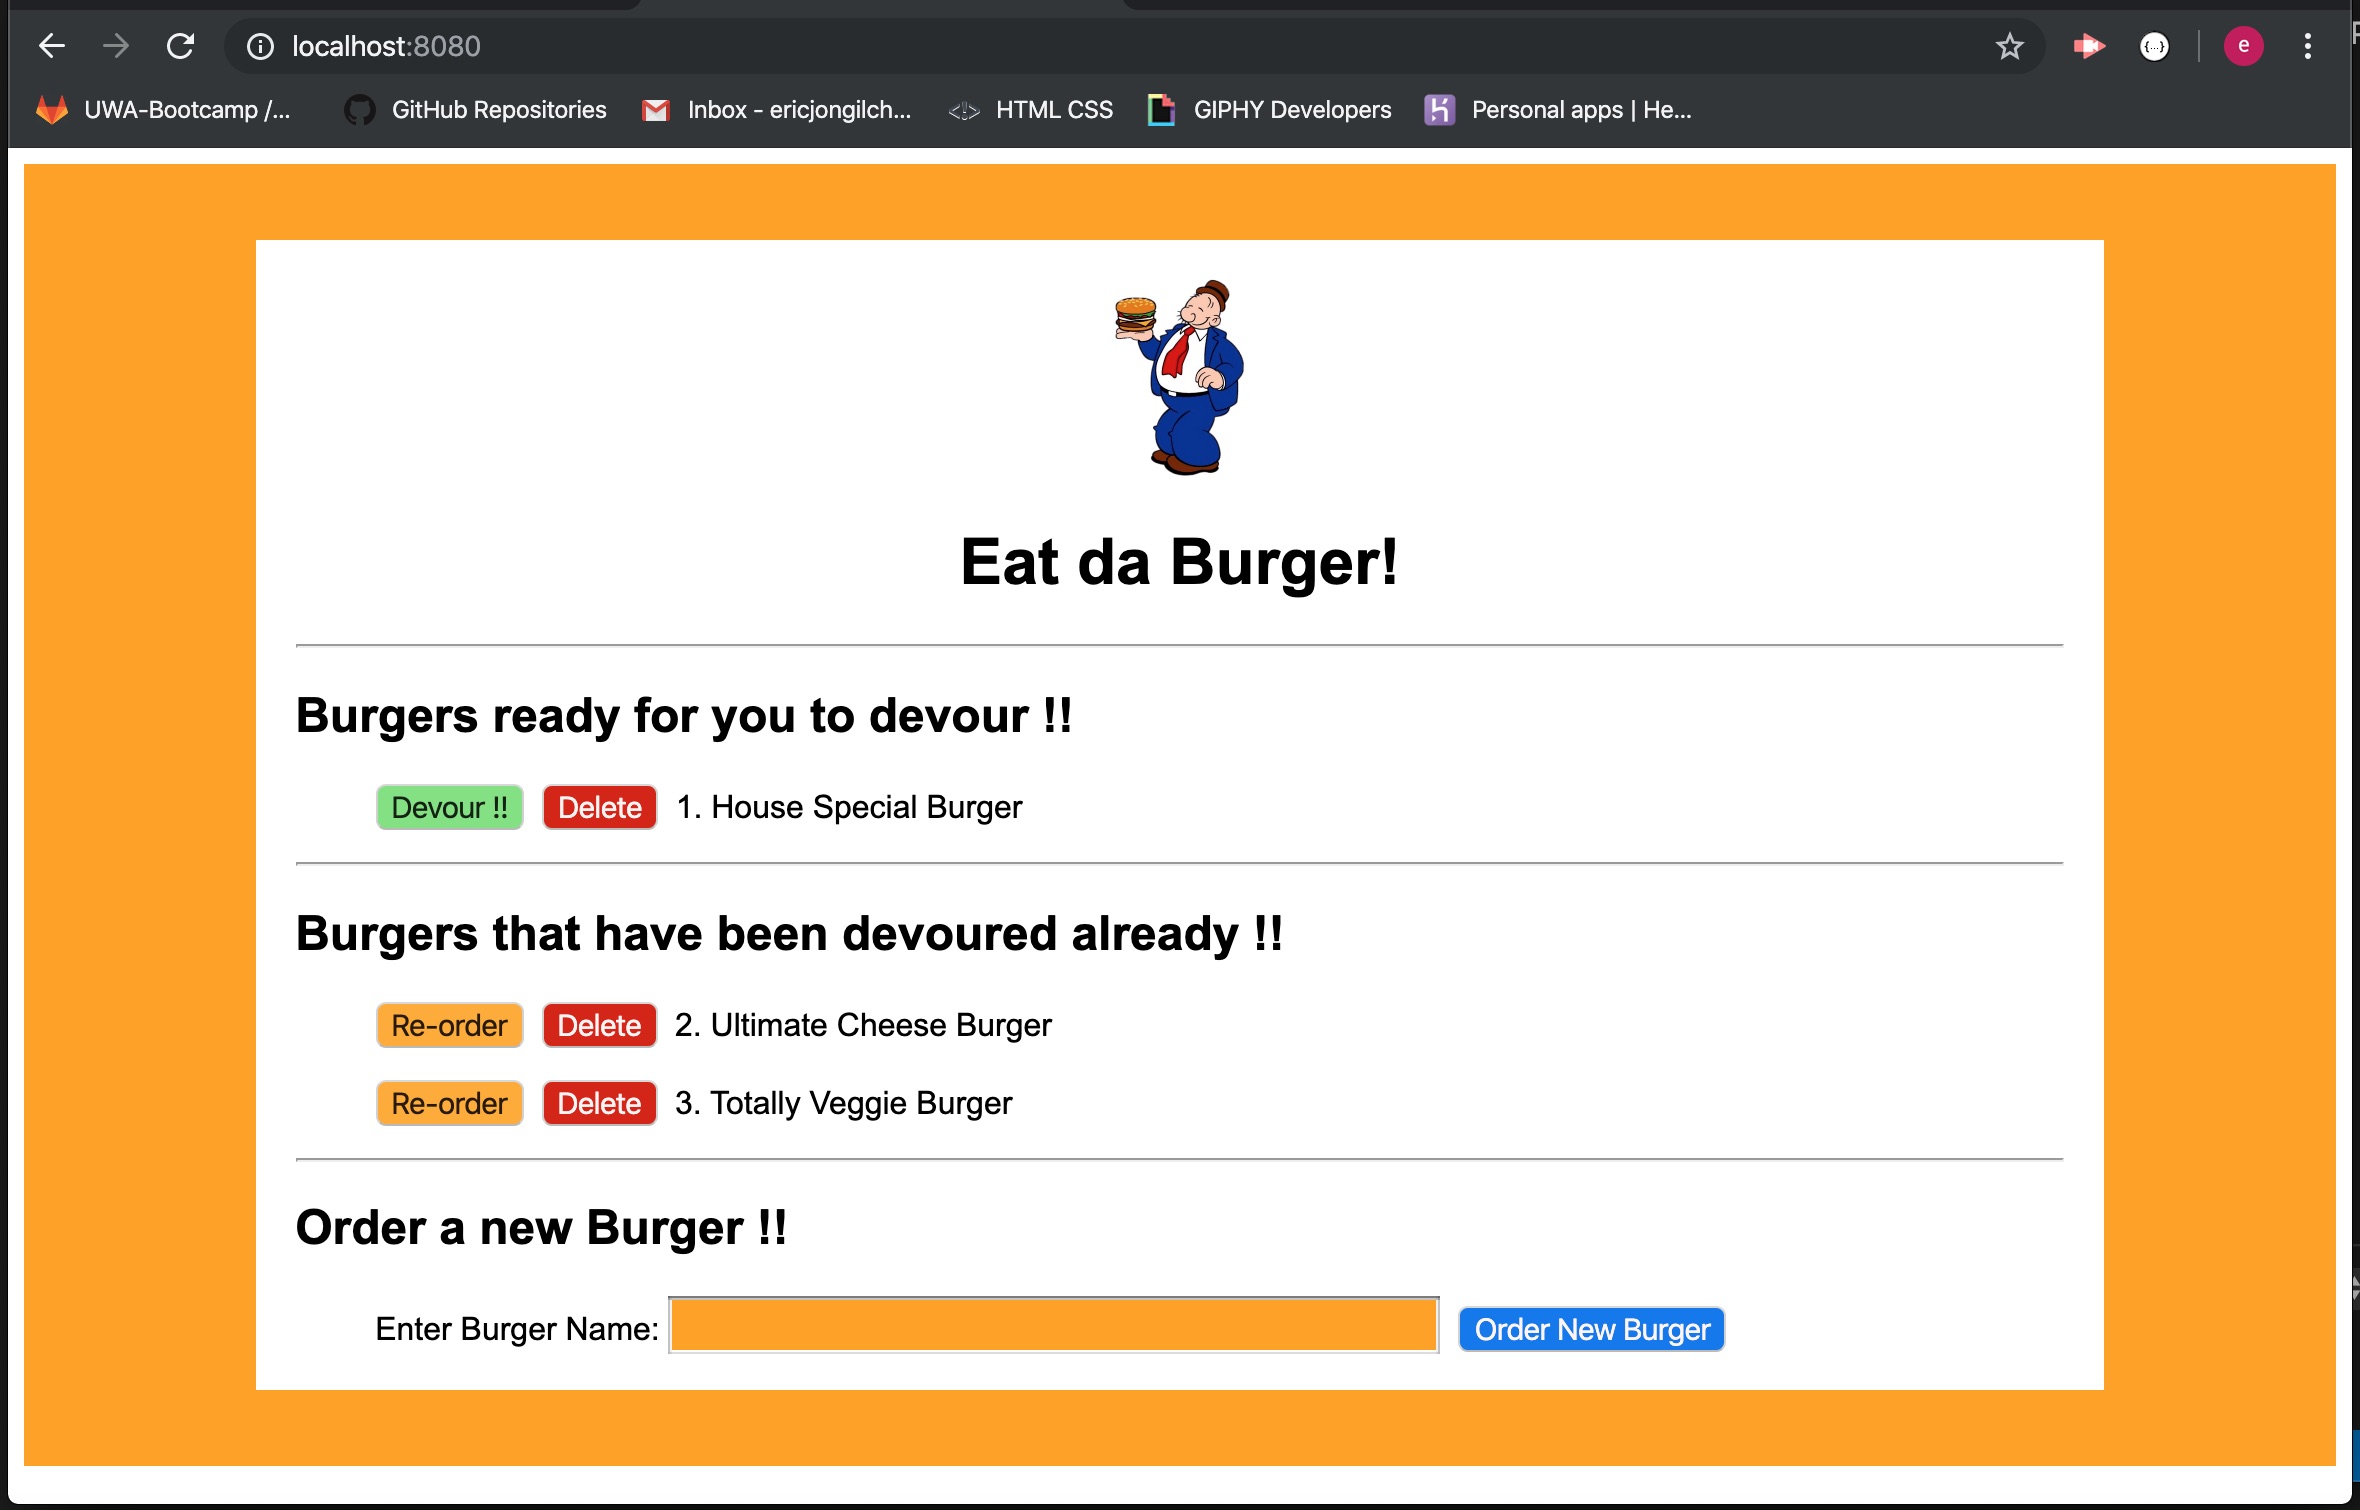 localhost:8080
e
UWA-Bootcamp /... GitHub Repositories Inbox - ericjongilch... HTML CSS GIPHY Developers Personal apps | He...
Eat da Burger!
Burgers ready for you to devour !!
Devour !! Delete 1. House Special Burger
Burgers that have been devoured already !!
Re-order Delete 2. Ultimate Cheese Burger
Re-order Delete 3. Totally Veggie Burger
Order a new Burger !!
Enter Burger Name: Order New Burger